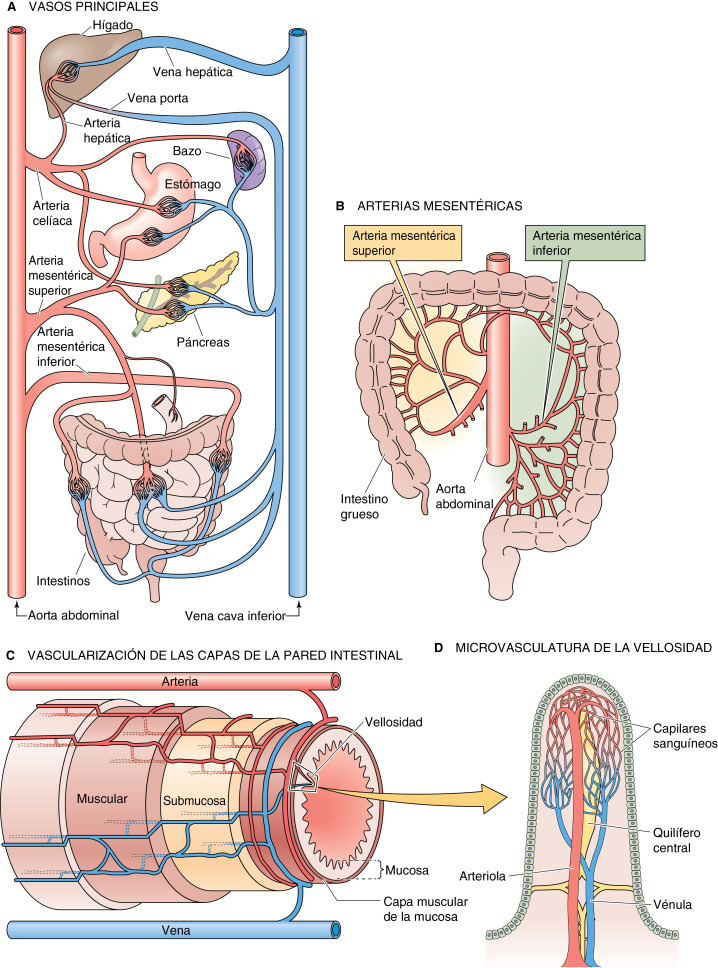 A VASOS PRINCIPALES
Hígado
Vena hepática
Vena porta
Arteria
hepática
Bazo
Estómago
Arteria
celíaca
Arteria
mesentérica
superior
Páncreas
Arteria
mesentérica
inferior
Intestinos
Aorta abdominal
Vena cava inferior
B ARTERIAS MESENTÉRICAS
Arteria mesentérica
superior
Arteria mesentérica
inferior
Intestino
grueso
Aorta
abdominal
C VASCULARIZACIÓN DE LAS CAPAS DE LA PARED INTESTINAL
Arteria
Vellosidad
Muscular
Submucosa
Mucosa
Capa muscular
de la mucosa
Vena
D MICROVASCULATURA DE LA VELLOSIDAD
Capilares
sanguíneos
Quilífero
central
Arteriola
Vénula